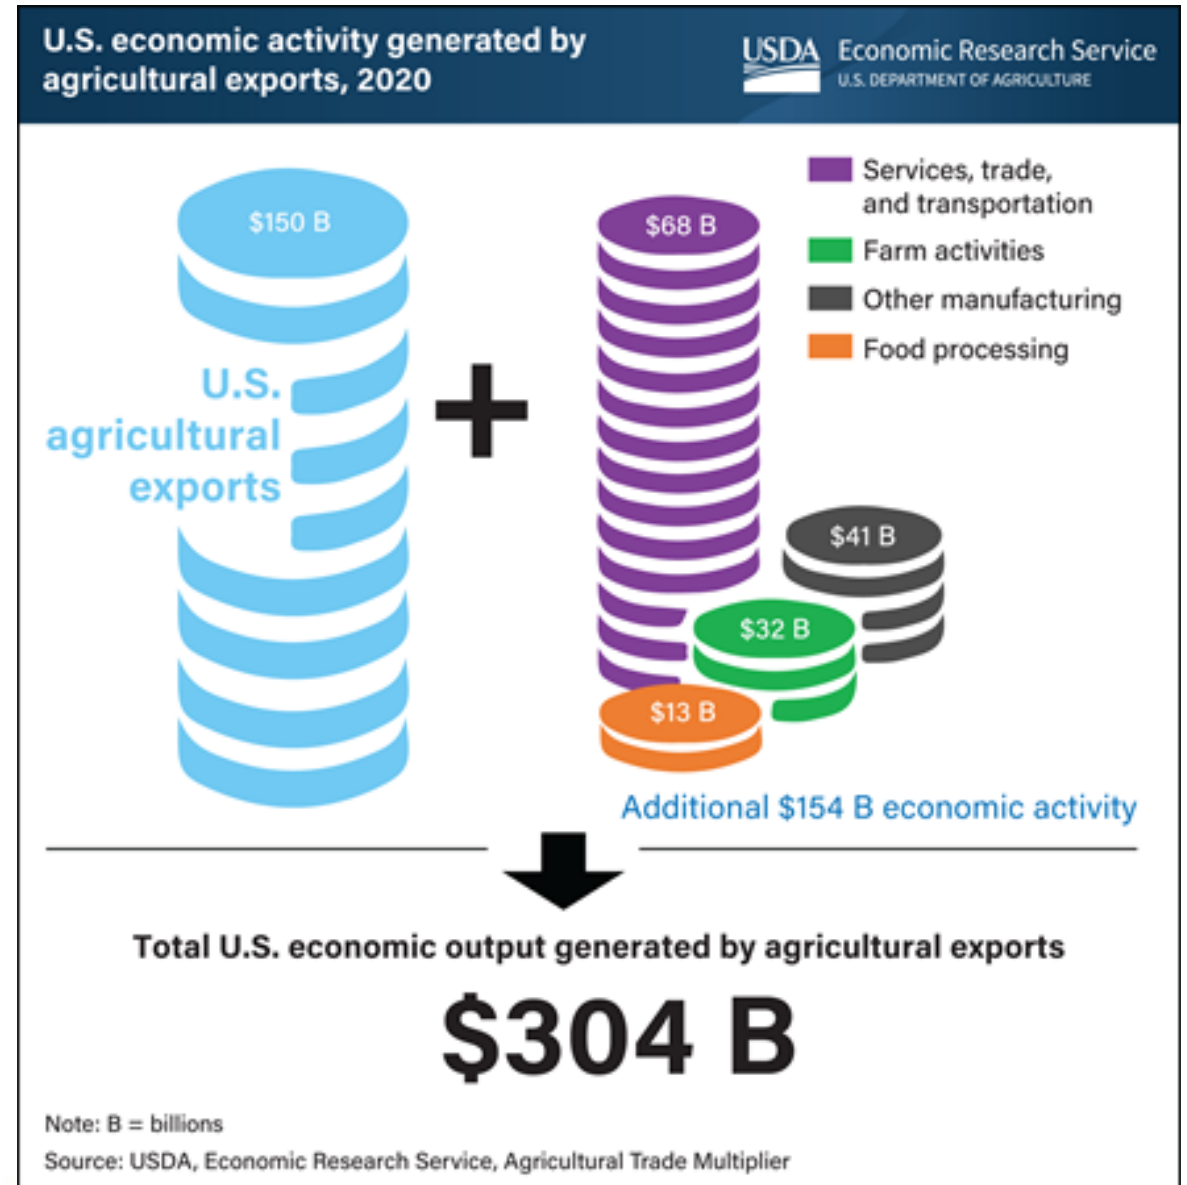 U.S. economic activity generated by
agricultural exports, 2020
USDA
Economic Research Service
U.S. DEPARTMENT OF AGRICULTURE
$150 B
U.S.
agricultural
exports
+
$68 B
Services, trade,
and transportation
Farm activities
Other manufacturing
Food processing
$41 B
$32 B
$13 B
Additional $154 B economic activity
Total U.S. economic output generated by agricultural exports
$304 B
Note: B = billions
Source: USDA, Economic Research Service, Agricultural Trade Multiplier